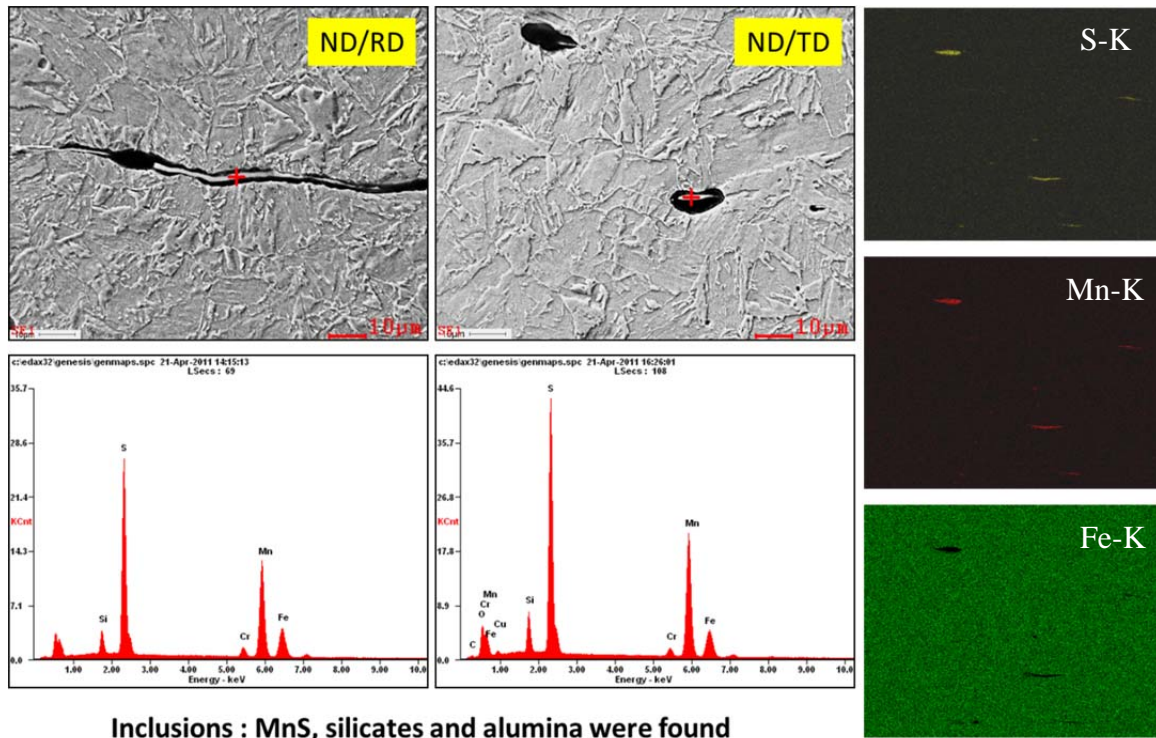 ND/RD
SE1
10μm
10μm
ND/TD
SE1
10μm
10μm
S-K
Mn-K
Fe-K
c:\edax32\genesis\genmaps.spc 21-Apr-2011 14:15:13
LSecs : 69
35.7
28.6
21.4
KCnt
14.3
7.1
0.0
S
Mn
Si
Cr
Fe
1.00 2.00 3.00 4.00 5.00 6.00 7.00 8.00 9.00 10.0
Energy - keV
c:\edax32\genesis\genmaps.spc 21-Apr-2011 16:26:01
LSecs : 108
44.6
35.7
26.8
KCnt
17.8
8.9
0.0
S
Mn
Mn
Cr
O
Fe
Cu
C
Si
Cr
Fe
1.00 2.00 3.00 4.00 5.00 6.00 7.00 8.00 9.00 10.0
Energy - keV
Inclusions : MnS, silicates and alumina were found